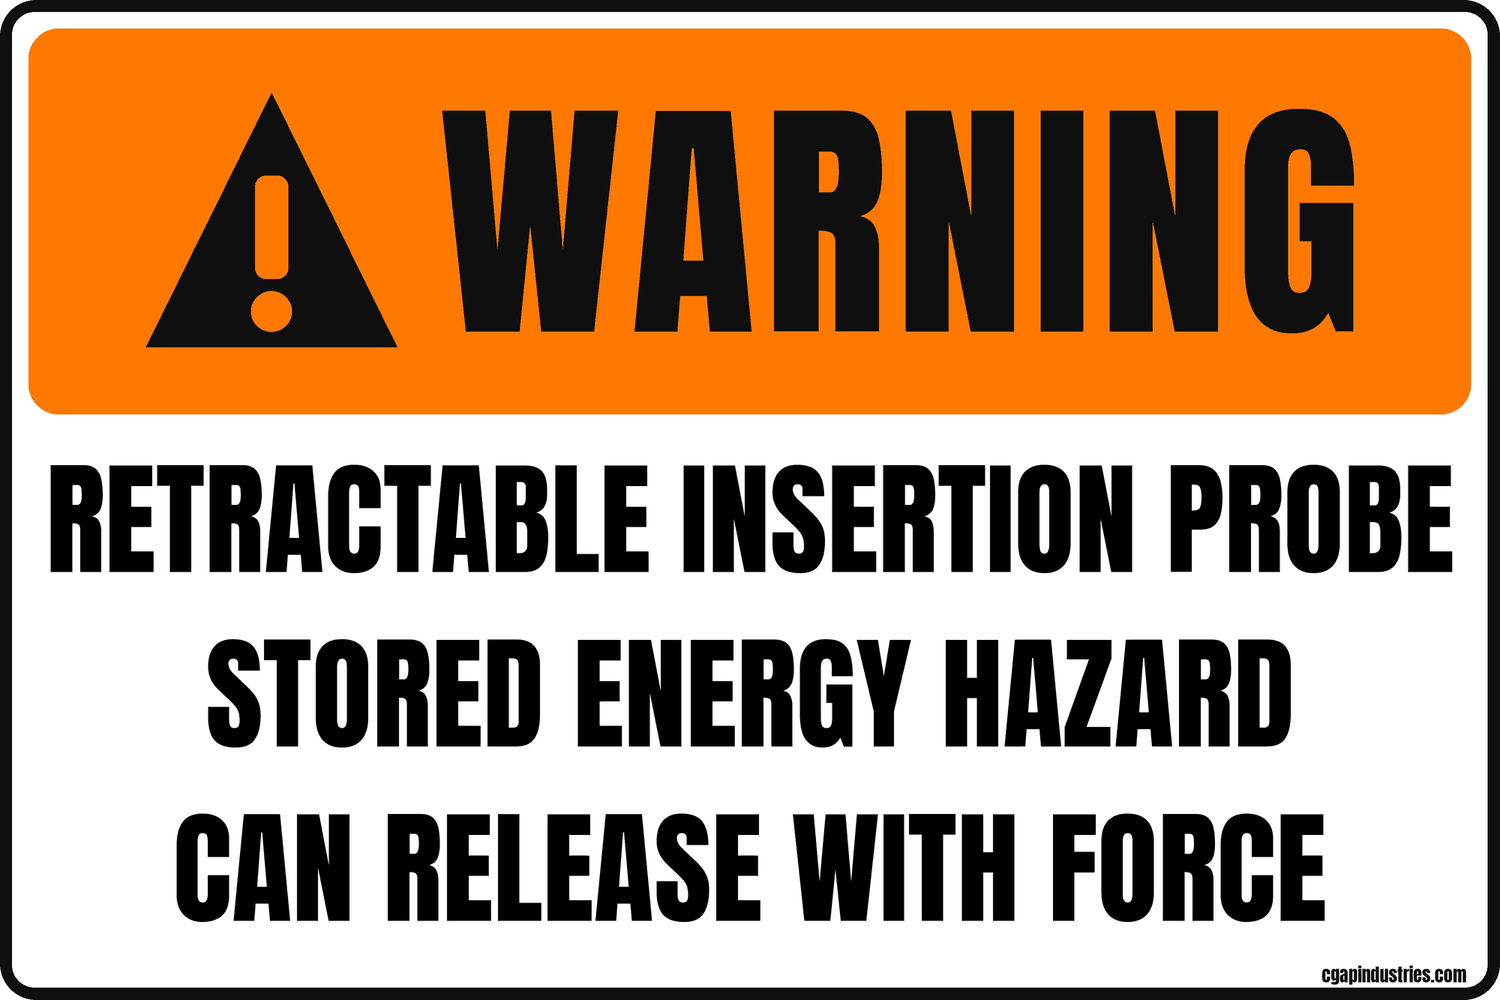 WARNING
RETRACTABLE INSERTION PROBE
STORED ENERGY HAZARD
CAN RELEASE WITH FORCE
cgapindustries.com